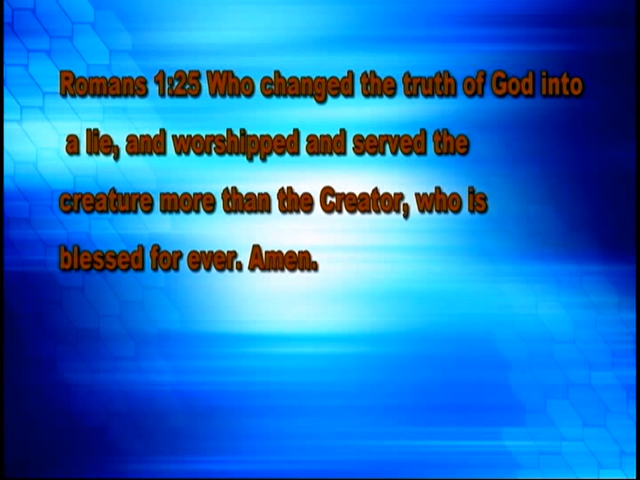 Romans 1:25 Who changed the truth of God into
a lie, and worshipped and served the
creature more than the Creator, who is
blessed for ever. Amen.